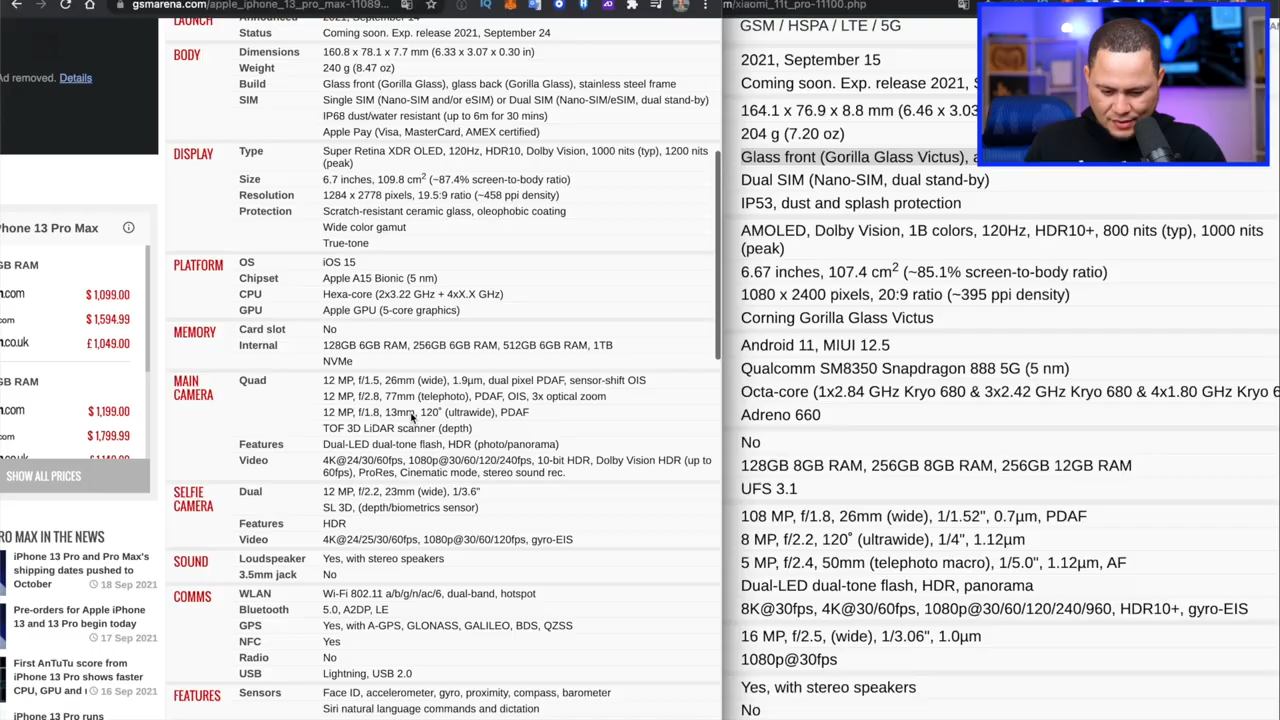 gsmarena.com/apple_iphone_13_pro_max-11089...
Announced 2021, September 14
LAUNCH
Status Coming soon. Exp. release 2021, September 24
BODY
Dimensions 160.8 x 78.1 x 7.7 mm (6.33 x 3.07 x 0.30 in)
Weight 240 g (8.47 oz)
Build Glass front (Gorilla Glass), glass back (Gorilla Glass), stainless steel frame
SIM Single SIM (Nano-SIM and/or eSIM) or Dual SIM (Nano-SIM/eSIM, dual stand-by)
IP68 dust/water resistant (up to 6m for 30 mins)
Apple Pay (Visa, MasterCard, AMEX certified)
DISPLAY
Type Super Retina XDR OLED, 120Hz, HDR10, Dolby Vision, 1000 nits (typ), 1200 nits
(peak)
Size 6.7 inches, 109.8 cm2 (~87.4% screen-to-body ratio)
Resolution 1284 x 2778 pixels, 19.5:9 ratio (~458 ppi density)
Protection Scratch-resistant ceramic glass, oleophobic coating
Wide color gamut
True-tone
PLATFORM
OS iOS 15
Chipset Apple A15 Bionic (5 nm)
CPU Hexa-core (2x3.22 GHz + 4xX.X GHz)
GPU Apple GPU (5-core graphics)
MEMORY
Card slot No
Internal 128GB 6GB RAM, 256GB 6GB RAM, 512GB 6GB RAM, 1TB
NVMe
MAIN
CAMERA
Quad 12 MP, f/1.5, 26mm (wide), 1.9µm, dual pixel PDAF, sensor-shift OIS
12 MP, f/2.8, 77mm (telephoto), PDAF, OIS, 3x optical zoom
12 MP, f/1.8, 13mm, 120˚ (ultrawide), PDAF
TOF 3D LiDAR scanner (depth)
Features Dual-LED dual-tone flash, HDR (photo/panorama)
Video 4K@24/30/60fps, 1080p@30/60/120/240fps, 10-bit HDR, Dolby Vision HDR (up to
60fps), ProRes, Cinematic mode, stereo sound rec.
SELFIE
CAMERA
Dual 12 MP, f/2.2, 23mm (wide), 1/3.6"
SL 3D, (depth/biometrics sensor)
Features HDR
Video 4K@24/25/30/60fps, 1080p@30/60/120fps, gyro-EIS
SOUND
Loudspeaker Yes, with stereo speakers
3.5mm jack No
COMMS
WLAN Wi-Fi 802.11 a/b/g/n/ac/6, dual-band, hotspot
Bluetooth 5.0, A2DP, LE
GPS Yes, with A-GPS, GLONASS, GALILEO, BDS, QZSS
NFC Yes
Radio No
USB Lightning, USB 2.0
FEATURES
Sensors Face ID, accelerometer, gyro, proximity, compass, barometer
Siri natural language commands and dictation
Ad removed. Details
Phone 13 Pro Max
GB RAM
n.com $ 1,099.00
com $ 1,594.99
co.uk £ 1,049.00
GB RAM
n.com $ 1,199.00
com $ 1,799.99
SHOW ALL PRICES
RO MAX IN THE NEWS
iPhone 13 Pro and Pro Max's
shipping dates pushed to
October 18 Sep 2021
Pre-orders for Apple iPhone
13 and 13 Pro begin today
17 Sep 2021
First AnTuTu score from
iPhone 13 Pro shows faster
CPU, GPU and 16 Sep 2021
iPhone 13 Pro runs
m/xiaomi_11t_pro-11100.php
GSM / HSPA / LTE / 5G
2021, September 15
Coming soon. Exp. release 2021, S
164.1 x 76.9 x 8.8 mm (6.46 x 3.03
204 g (7.20 oz)
Glass front (Gorilla Glass Victus), a
Dual SIM (Nano-SIM, dual stand-by)
IP53, dust and splash protection
AMOLED, Dolby Vision, 1B colors, 120Hz, HDR10+, 800 nits (typ), 1000 nits
(peak)
6.67 inches, 107.4 cm2 (~85.1% screen-to-body ratio)
1080 x 2400 pixels, 20:9 ratio (~395 ppi density)
Corning Gorilla Glass Victus
Android 11, MIUI 12.5
Qualcomm SM8350 Snapdragon 888 5G (5 nm)
Octa-core (1x2.84 GHz Kryo 680 & 3x2.42 GHz Kryo 680 & 4x1.80 GHz Kryo 6
Adreno 660
No
128GB 8GB RAM, 256GB 8GB RAM, 256GB 12GB RAM
UFS 3.1
108 MP, f/1.8, 26mm (wide), 1/1.52", 0.7µm, PDAF
8 MP, f/2.2, 120˚ (ultrawide), 1/4", 1.12µm
5 MP, f/2.4, 50mm (telephoto macro), 1/5.0", 1.12µm, AF
Dual-LED dual-tone flash, HDR, panorama
8K@30fps, 4K@30/60fps, 1080p@30/60/120/240/960, HDR10+, gyro-EIS
16 MP, f/2.5, (wide), 1/3.06", 1.0µm
1080p@30fps
Yes, with stereo speakers
No